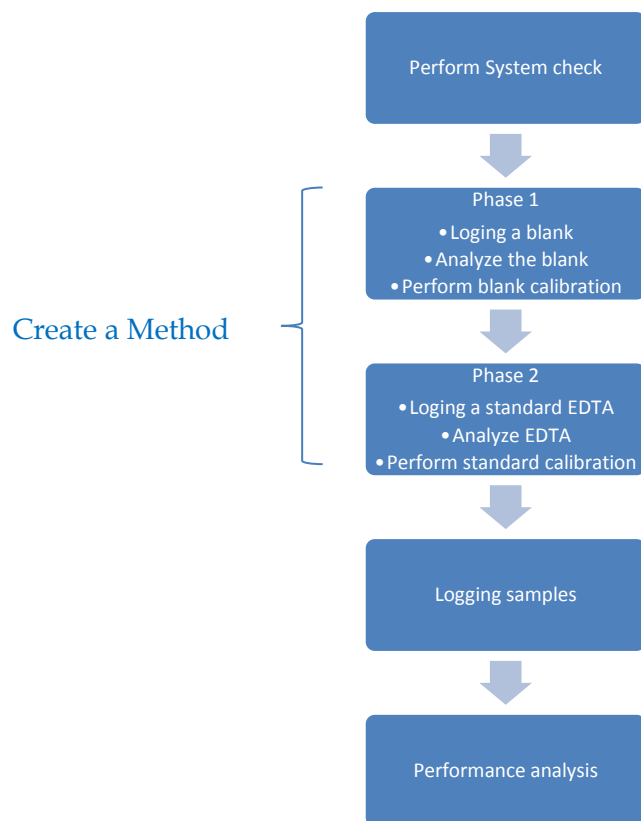 Perform System check
Phase 1
•Loging a blank
•Analyze the blank
•Perform blank calibration
Create a Method
Phase 2
•Loging a standard EDTA
•Analyze EDTA
•Perform standard calibration
Logging samples
Performance analysis